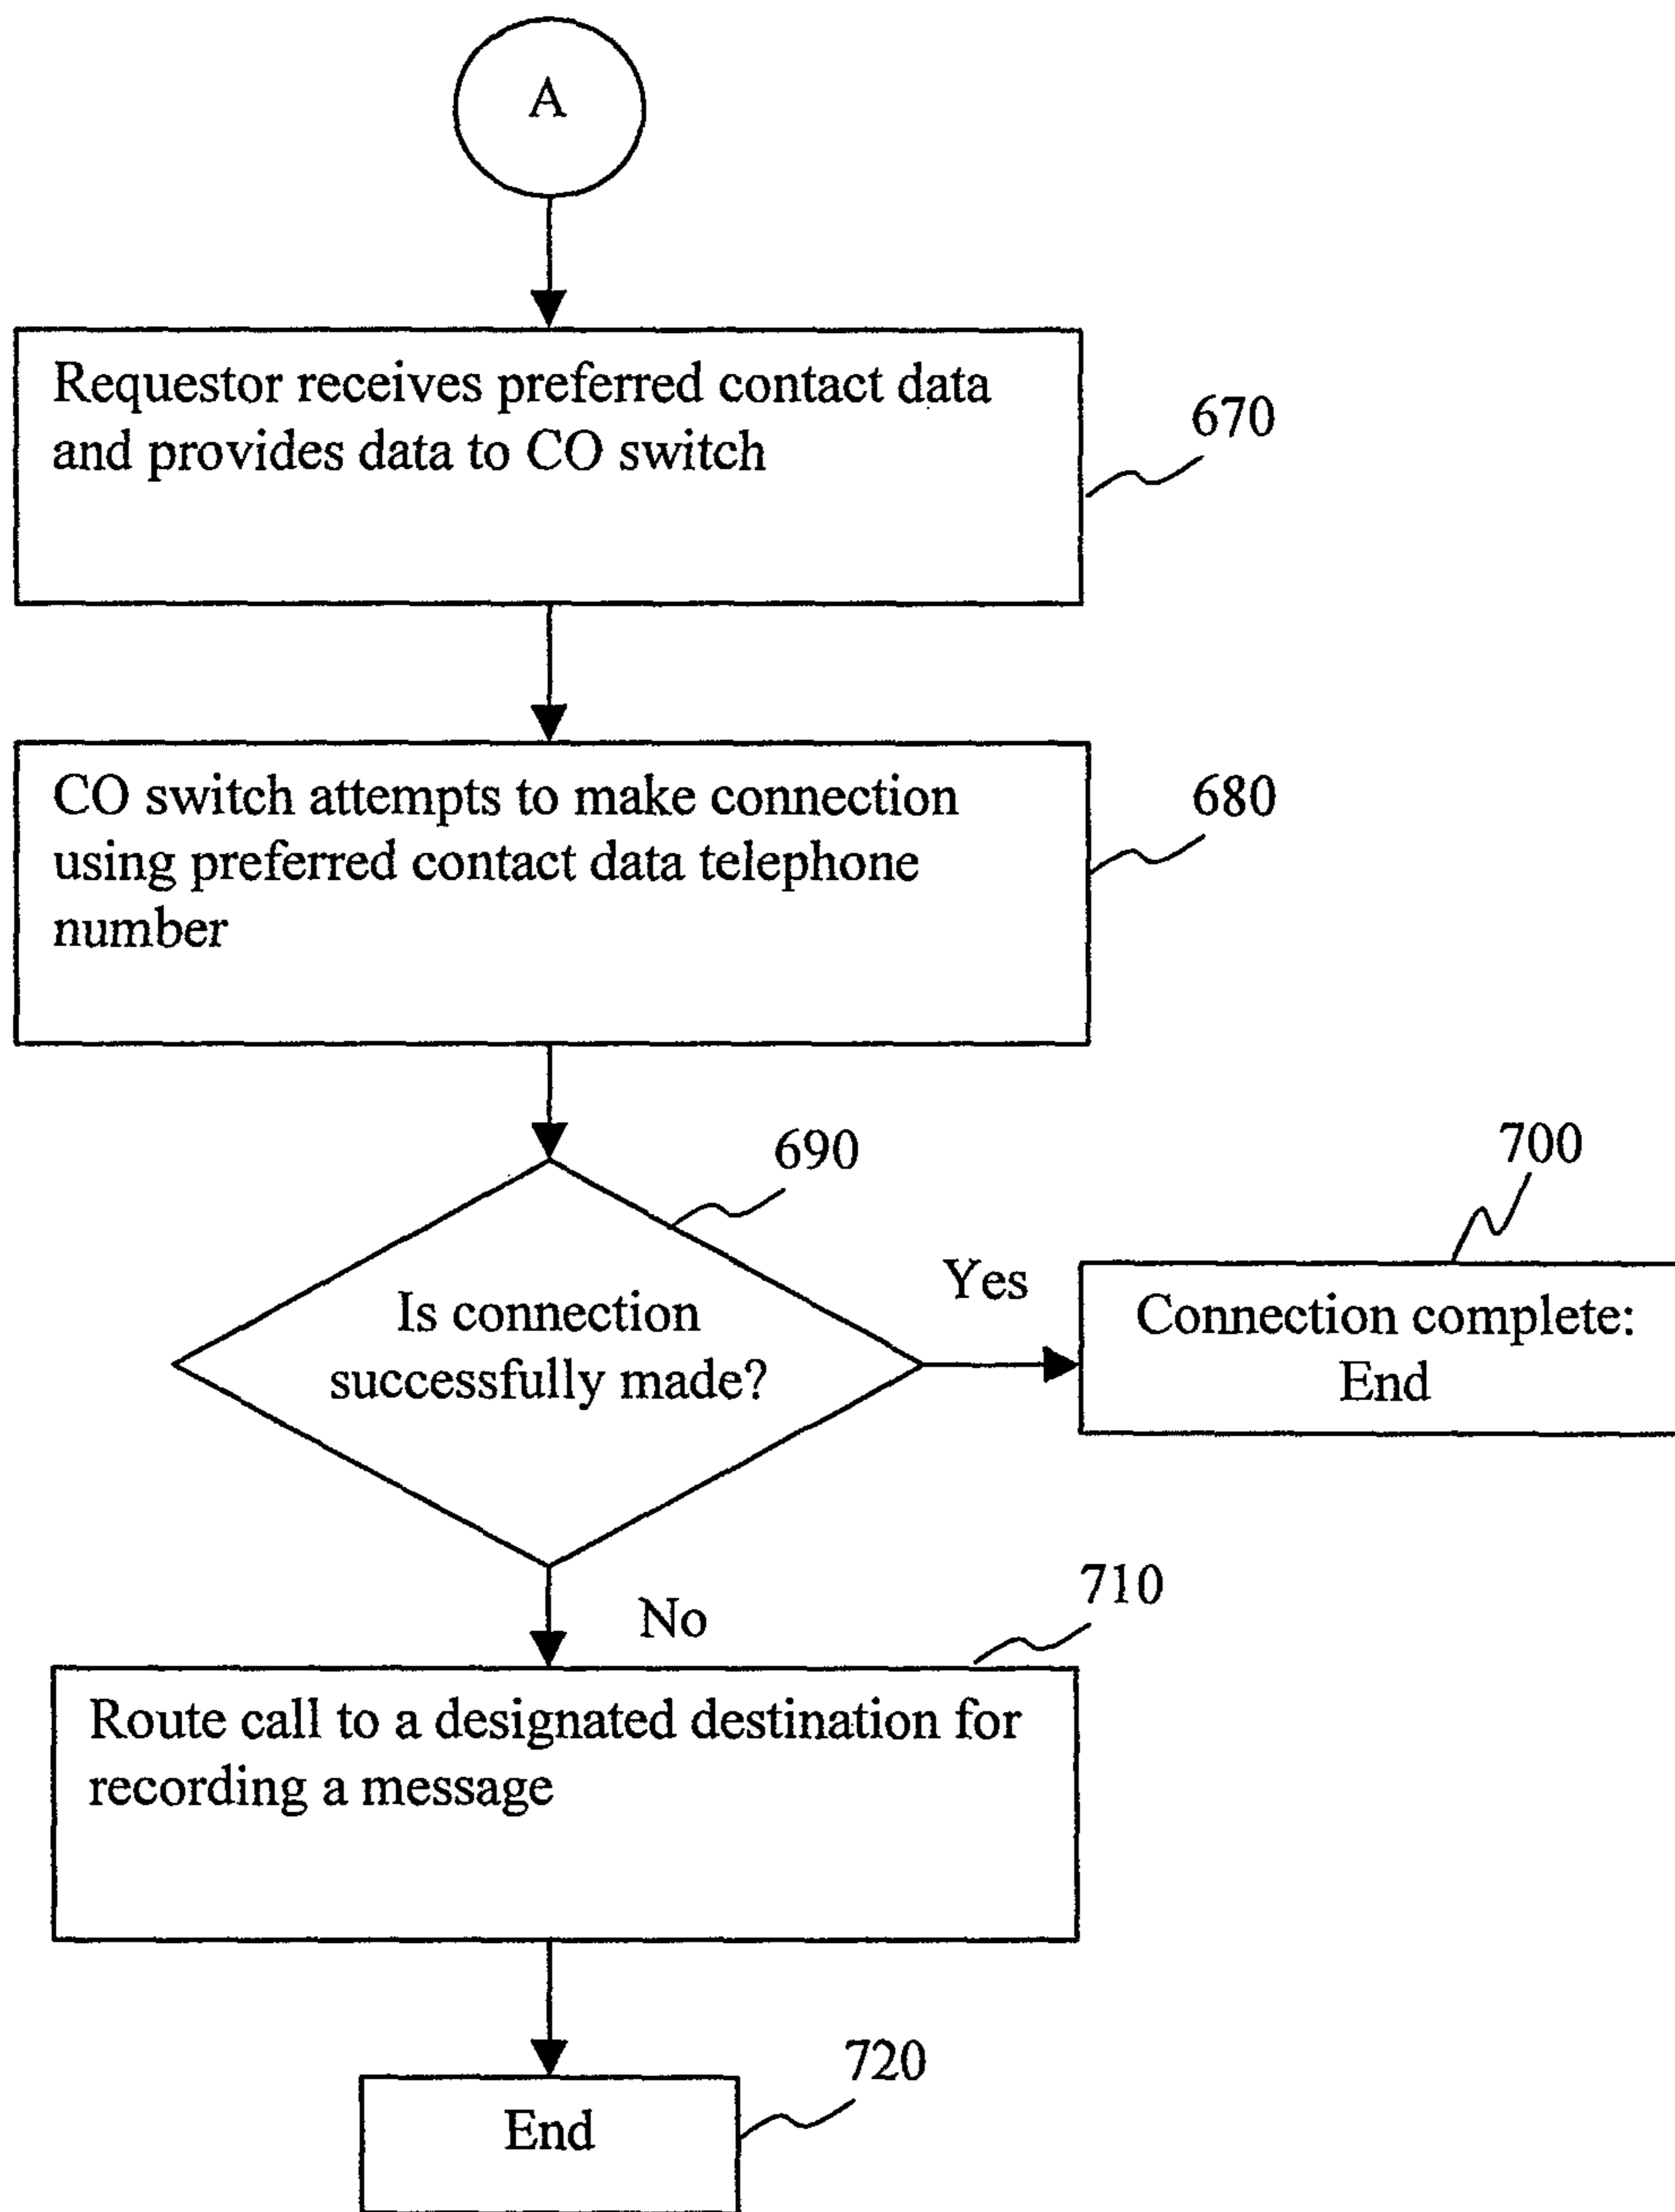 A
Requestor receives preferred contact data
and provides data to CO switch
670
CO switch attempts to make connection
using preferred contact data telephone
number
680
690
700
Is connection
successfully made?
Yes
Connection complete:
End
No
710
Route call to a designated destination for
recording a message
720
End